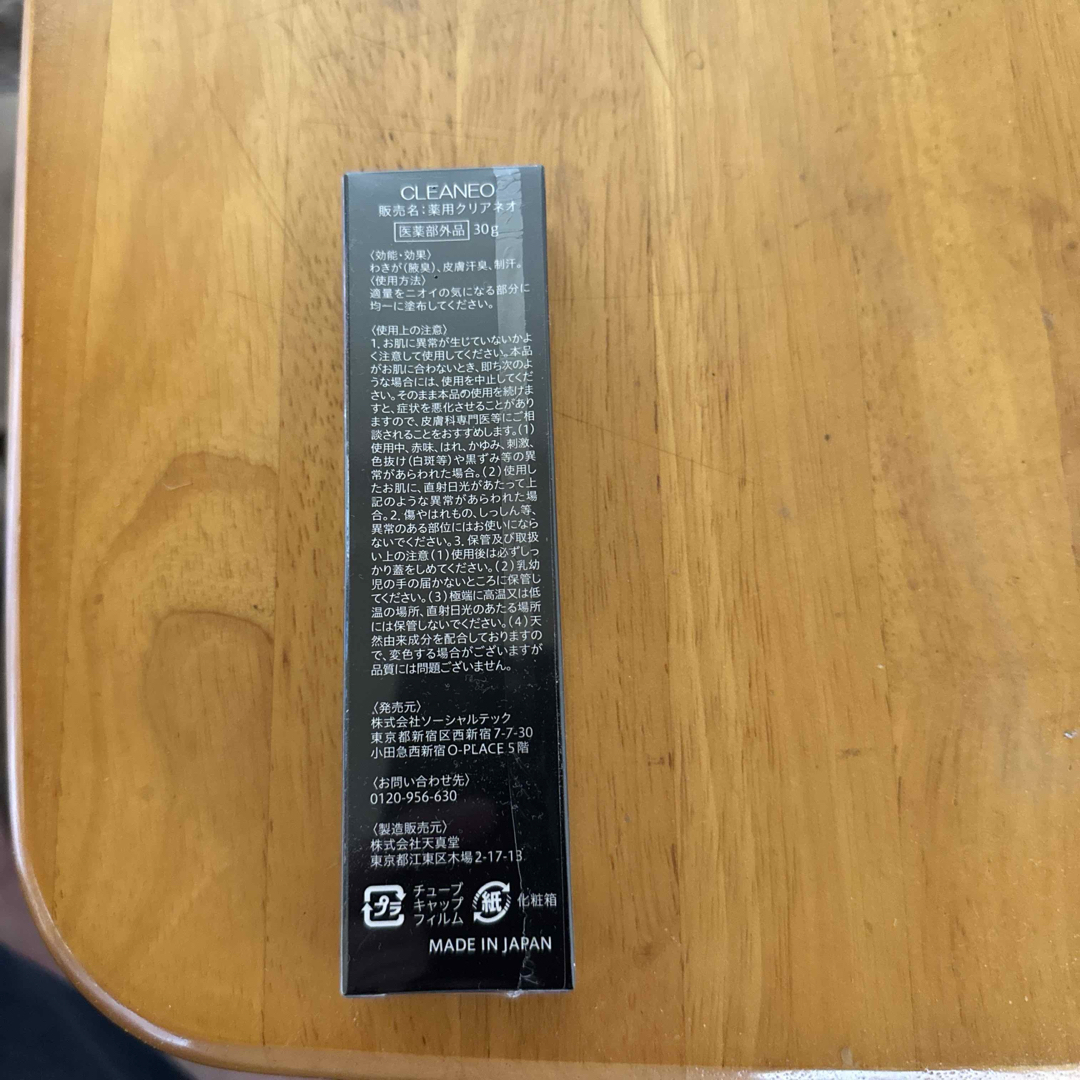 CLEANEO
販売名:薬用クリアネオ
医薬部外品 30g
〈効能・効果〉
わきが(腋臭)、皮膚汗臭、制汗。
〈使用方法〉
適量をニオイの気になる部分に
均一に塗布してください。
〈使用上の注意〉
1.お肌に異常が生じていないかよ
く注意して使用してください。本品
がお肌に合わないとき、即ち次のよ
うな場合には、使用を中止してくだ
さい。そのまま本品の使用を続けま
すと、症状を悪化させることがあり
ますので、皮膚科専門医等にご相
談されることをおすすめします。(1)
使用中、赤味、はれ、かゆみ、刺激、
色抜け(白斑等)や黒ずみ等の異
常があらわれた場合。(2)使用し
たお肌に、直射日光があたって上
記のような異常があらわれた場
合。2.傷やはれもの、しっしん等、
異常のある部位にはお使いになら
ないでください。3.保管及び取扱
い上の注意(1)使用後は必ずしっ
かり蓋をしめてください。(2)乳幼
児の手の届かないところに保管し
てください。(3)極端に高温又は低
温の場所、直射日光のあたる場所
には保管しないでください。(4)天
然由来成分を配合しておりますの
で、変色する場合がございますが
品質には問題ございません。
〈発売元〉
株式会社ソーシャルテック
東京都新宿区西新宿7-7-30
小田急西新宿O-PLACE 5階
〈お問い合わせ先〉
0120-956-630
〈製造販売元〉
株式会社天真堂
東京都江東区木場2-17-13
プラ チューブ
キャップ
フィルム
紙 化粧箱
MADE IN JAPAN